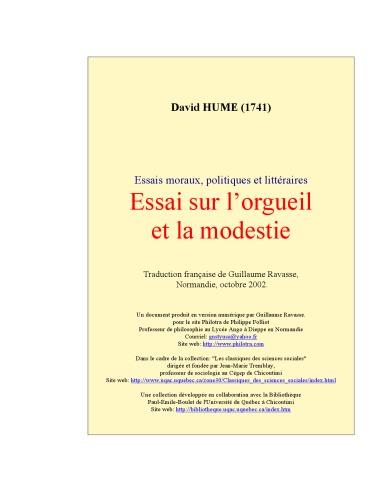 David HUME (1741)
Essais moraux, politiques et littéraires
Essai sur l’orgueil
et la modestie
Traduction française de Guillaume Ravasse,
Normandie, octobre 2002.
Un document produit en version numérique par Guillaume Ravasse.
pour le site Philotra de Philippe Folliot
Professeur de philosophie au Lycée Ango à Dieppe en Normandie
Courriel:
Site web: http://www.philotra.com
Dans le cadre de la collection: "Les classiques des sciences sociales"
dirigée et fondée par Jean-Marie Tremblay,
professeur de sociologie au Cégep de Chicoutimi
Site web: http://www.uqac.uquebec.ca/zone30/Classiques_des_sciences_sociales/index.html
Une collection développée en collaboration avec la Bibliothèque
Paul-Émile-Boulet de l'Université du Québec à Chicoutimi
Site web: http://bibliotheque.uqac.uquebec.ca/index.htm